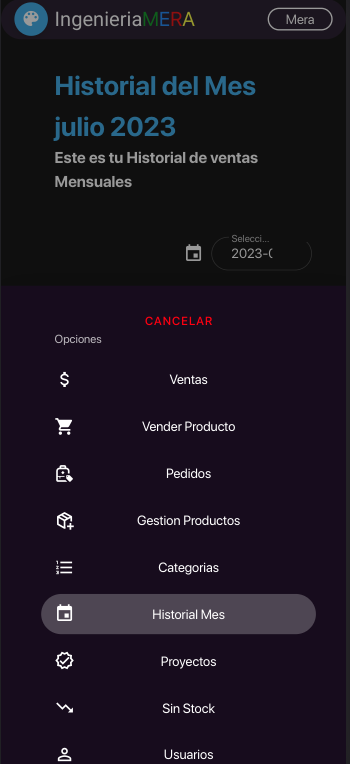 IngenieriaMERA
Mera
Historial del Mes
julio 2023
Este es tu Historial de ventas
Mensuales
Selecci...
2023-0
CANCELAR
Opciones
Ventas
Vender Producto
Pedidos
Gestion Productos
Categorias
Historial Mes
Proyectos
Sin Stock
Usuarios